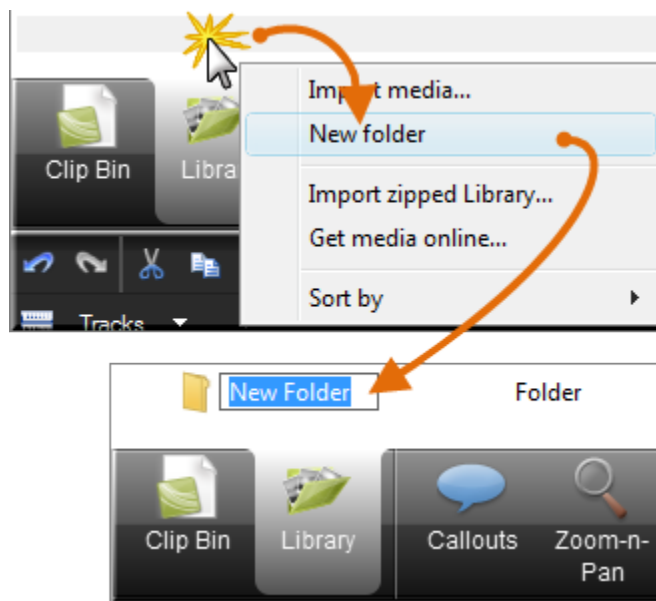 Import media...
New folder
Clip Bin
Libra
Import zipped Library...
Get media online...
Sort by
Tracks
New Folder
Folder
Clip Bin
Library
Callouts
Zoom-n-
Pan